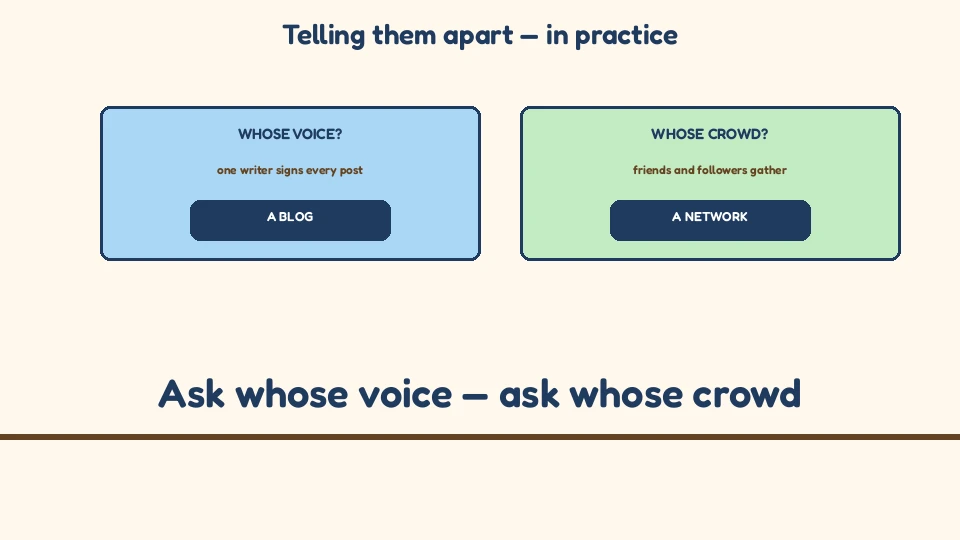 Telling them apart — in practice
WHOSE VOICE?
one writer signs every post
A BLOG
WHOSE CROWD?
friends and followers gather
A NETWORK
Ask whose voice — ask whose crowd